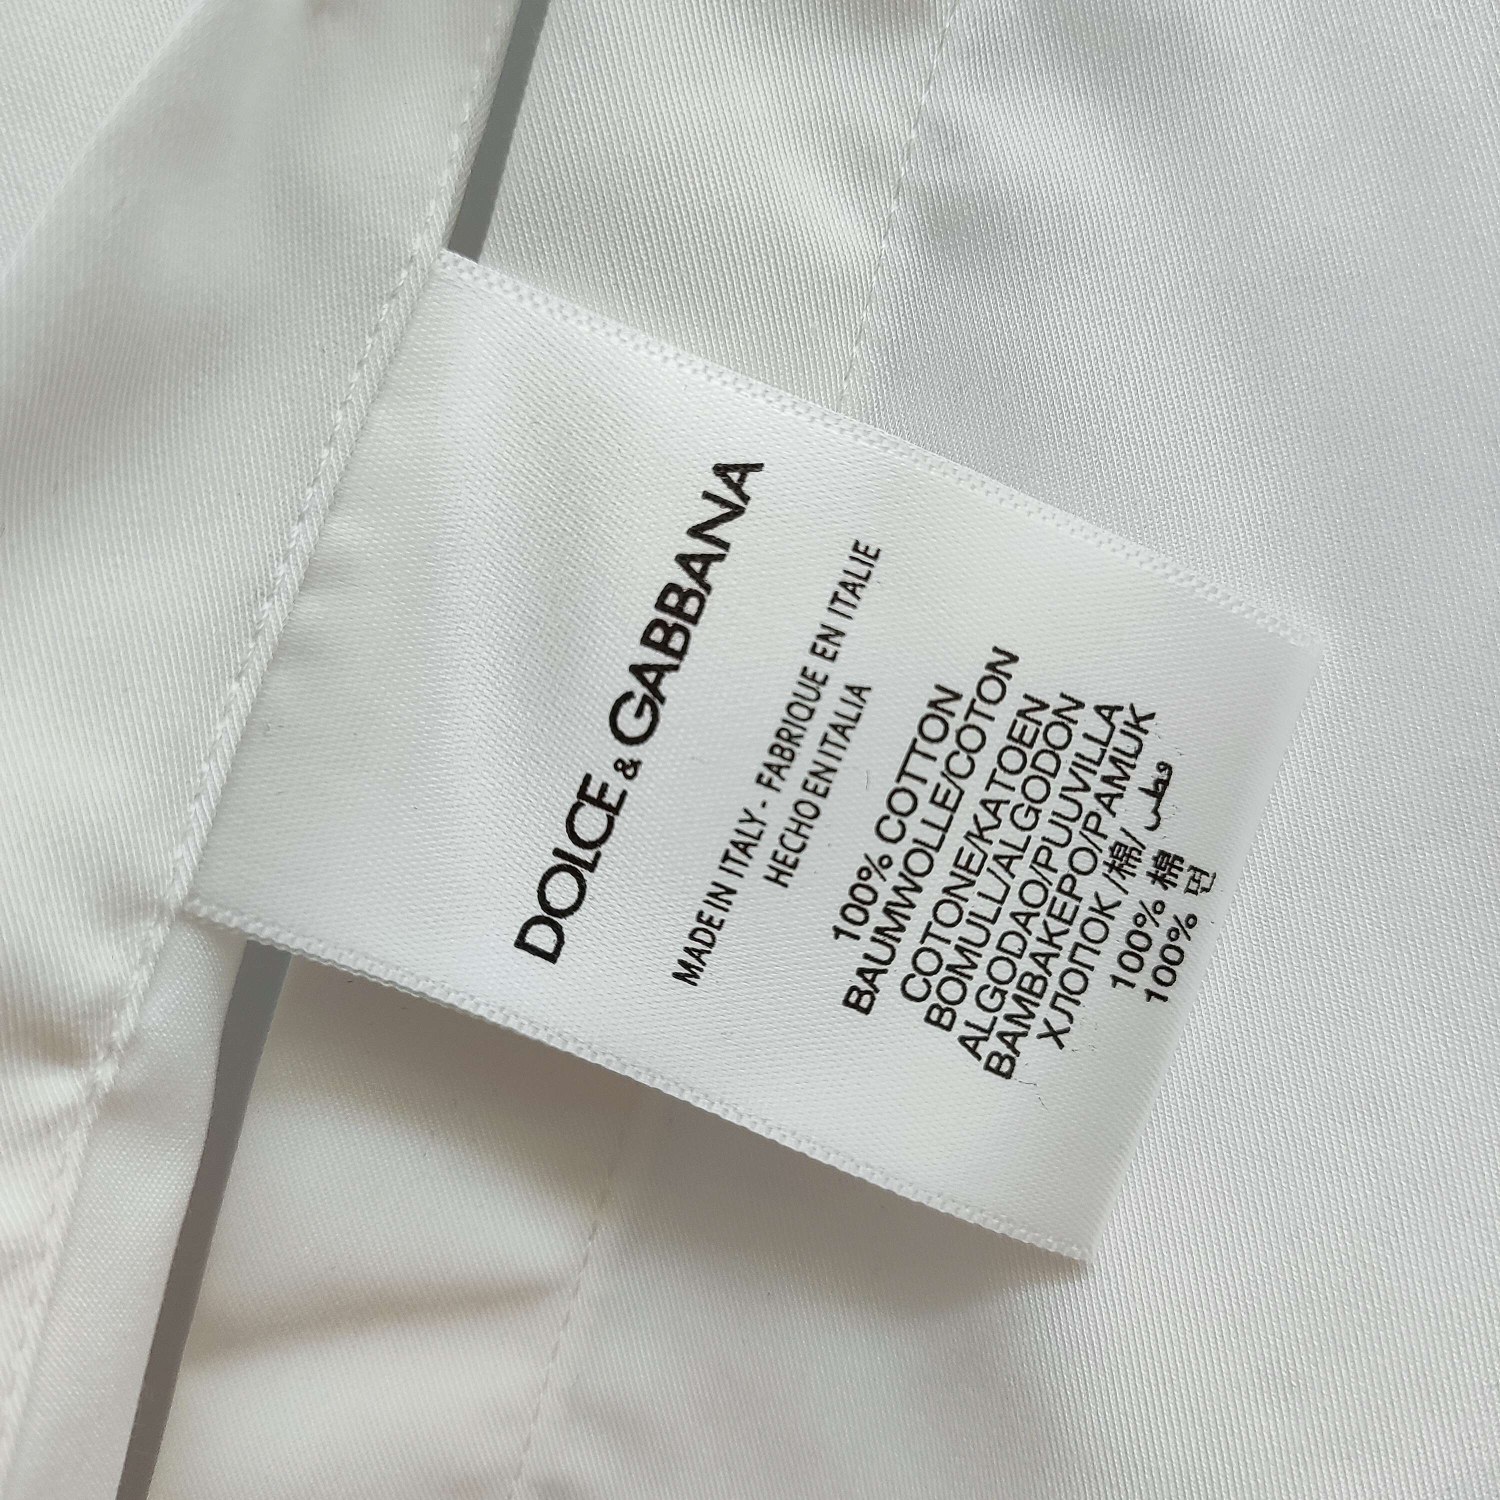 DOLCE & GABBANA
MADE IN ITALY - FABRIQUE EN ITALIE
HECHO EN ITALIA
100% COTTON
BAUMWOLLE/COTON
COTONE/KATOEN
BOMULL/ALGODON
ALGODAO/PUUVILLA
BAMBAKEPO/PAMUK
ХЛОПОК/棉/ قطن
100% 棉
100% 면